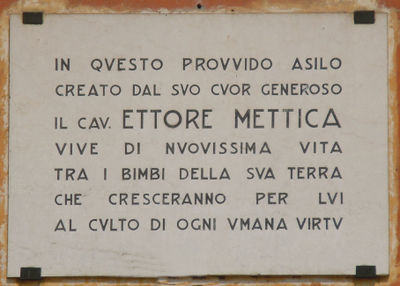 IN QVESTO PROVVIDO ASILO
CREATO DAL SVO CVOR GENEROSO
IL CAV. ETTORE METTICA
VIVE DI NVOVISSIMA VITA
TRA I BIMBI DELLA SVA TERRA
CHE CRESCERANNO PER LVI
AL CVLTO DI OGNI VMANA VIRTV